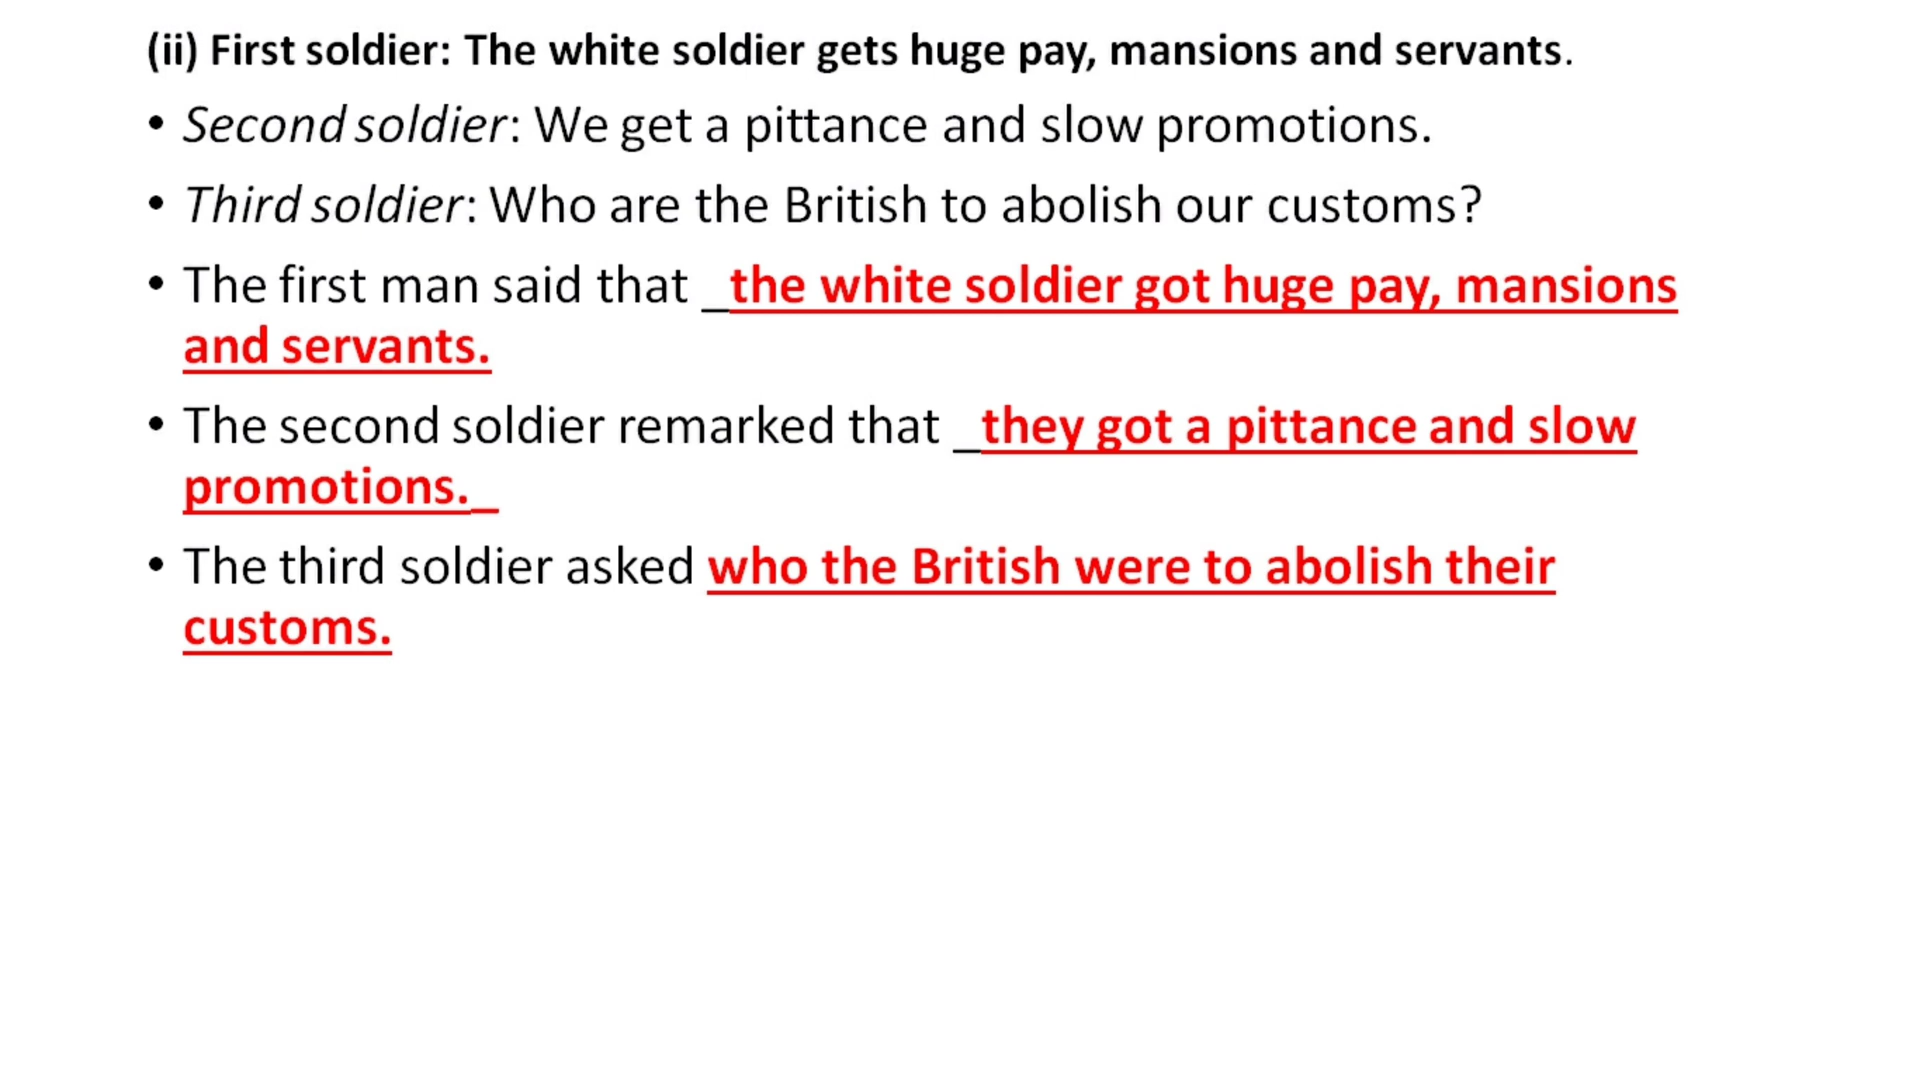 (ii) First soldier: The white soldier gets huge pay, mansions and servants.
• Second soldier: We get a pittance and slow promotions.
• Third soldier: Who are the British to abolish our customs?
• The first man said that _the white soldier got huge pay, mansions
and servants.
• The second soldier remarked that _they got a pittance and slow
promotions._
• The third soldier asked who the British were to abolish their
customs.